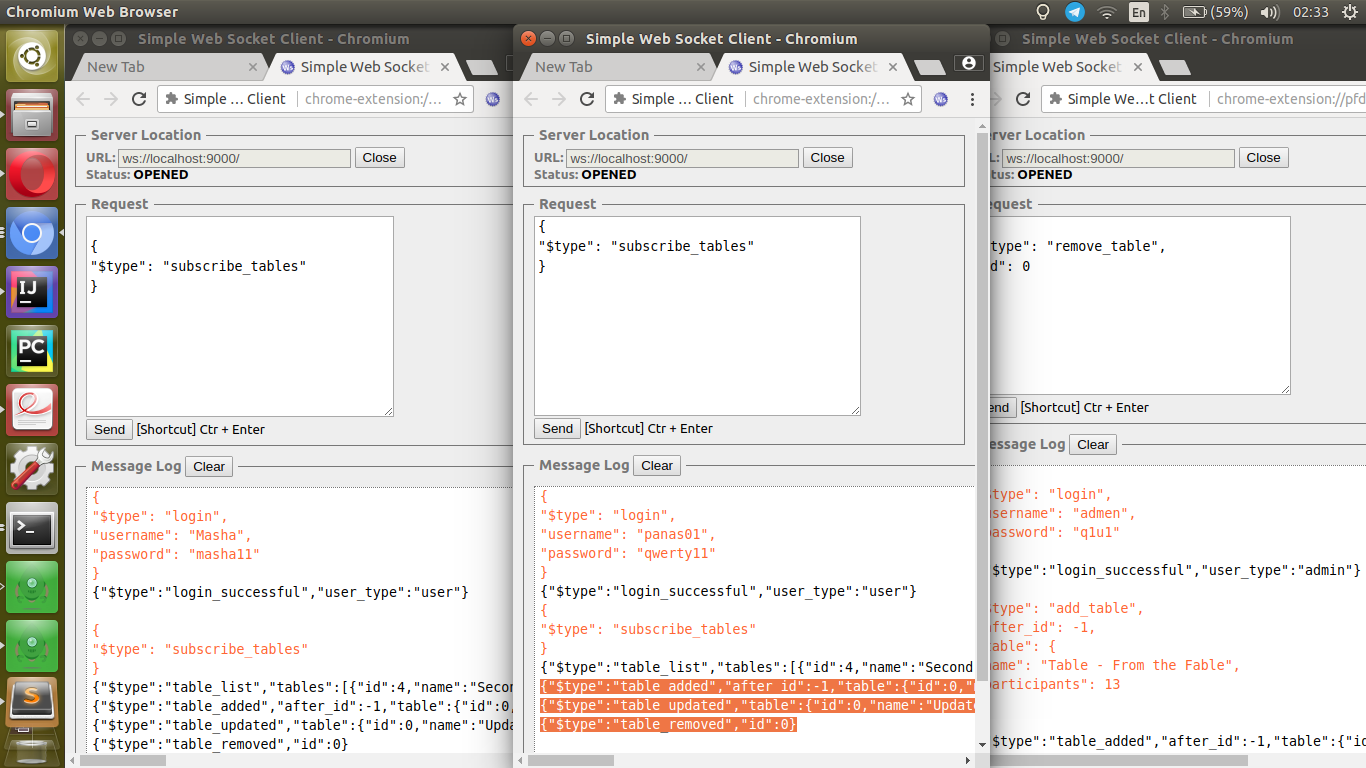 Chromium Web Browser
En
(59%)
02:33
Simple Web Socket Client - Chromium
New Tab
Simple Web Socket
Simple ... Client
chrome-extension:/...
Server Location
URL: ws://localhost:9000/ Close
Status: OPENED
Request
{
"$type": "subscribe_tables"
}
Send [Shortcut] Ctr + Enter
Message Log Clear
{
"$type": "login",
"username": "Masha",
"password": "masha11"
}
{"$type":"login_successful","user_type":"user"}
{
"$type": "subscribe_tables"
}
{"$type":"table_list","tables":[{"id":4,"name":"Secon
{"$type":"table_added","after_id":-1,"table":{"id":0,
{"$type":"table_updated","table":{"id":0,"name":"Upda
{"$type":"table_removed","id":0}
Simple Web Socket Client - Chromium
New Tab
Simple Web Socket
Simple ... Client
chrome-extension:/...
Server Location
URL: ws://localhost:9000/ Close
Status: OPENED
Request
{
"$type": "subscribe_tables"
}
Send [Shortcut] Ctr + Enter
Message Log Clear
{
"$type": "login",
"username": "panas01",
"password": "qwerty11"
}
{"$type":"login_successful","user_type":"user"}
{
"$type": "subscribe_tables"
}
{"$type":"table_list","tables":[{"id":4,"name":"Second
{"$type":"table_added","after_id":-1,"table":{"id":0,"
{"$type":"table_updated","table":{"id":0,"name":"Update
{"$type":"table_removed","id":0}
Simple Web Socket Client - Chromium
Simple Web Socket
Simple We...t Client
chrome-extension://pfd
erver Location
L: ws://localhost:9000/ Close
OPENED
equest
type": "remove_table",
d": 0
end [Shortcut] Ctr + Enter
essage Log Clear
$type": "login",
username": "admen",
password": "q1u1"
$type":"login_successful","user_type":"admin"}
$type": "add_table",
after_id": -1,
table": {
name": "Table - From the Fable",
participants": 13
$type":"table_added","after_id":-1,"table":{"id
IJ
PC
S